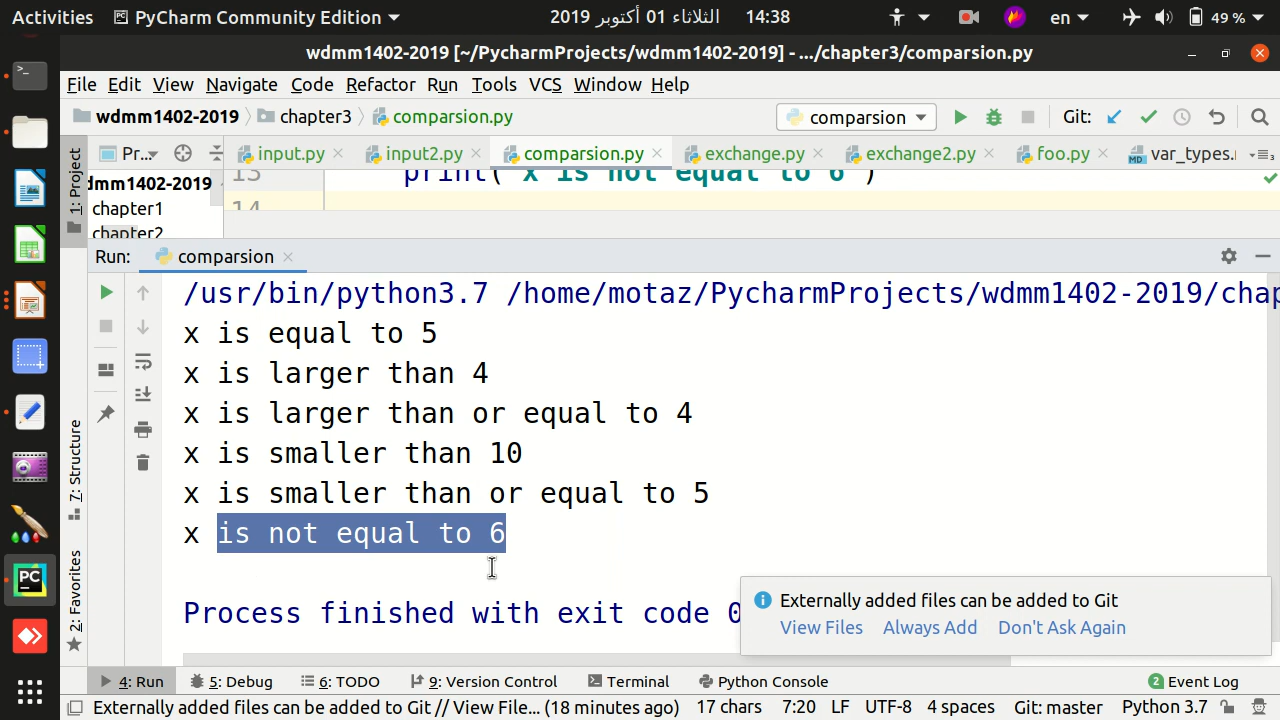 Activities PyCharm Community Edition 2019 الثلاثاء 01 أكتوبر 14:38 en 49 %
wdmm1402-2019 [~/PycharmProjects/wdmm1402-2019] - .../chapter3/comparsion.py
File Edit View Navigate Code Refactor Run Tools VCS Window Help
wdmm1402-2019 chapter3 comparsion.py comparsion Git:
1: Project Pr... input.py input2.py comparsion.py exchange.py exchange2.py foo.py var_types.
dmm1402-2019
13 print("x is not equal to 6")
chapter1
14
chapter2
Run: comparsion
/usr/bin/python3.7 /home/motaz/PycharmProjects/wdmm1402-2019/chap
x is equal to 5
x is larger than 4
x is larger than or equal to 4
x is smaller than 10
x is smaller than or equal to 5
x is not equal to 6
Process finished with exit code 0
7: Structure
2: Favorites
Externally added files can be added to Git
View Files Always Add Don't Ask Again
4: Run 5: Debug 6: TODO 9: Version Control Terminal Python Console 2 Event Log
Externally added files can be added to Git // View File... (18 minutes ago) 17 chars 7:20 LF UTF-8 4 spaces Git: master Python 3.7